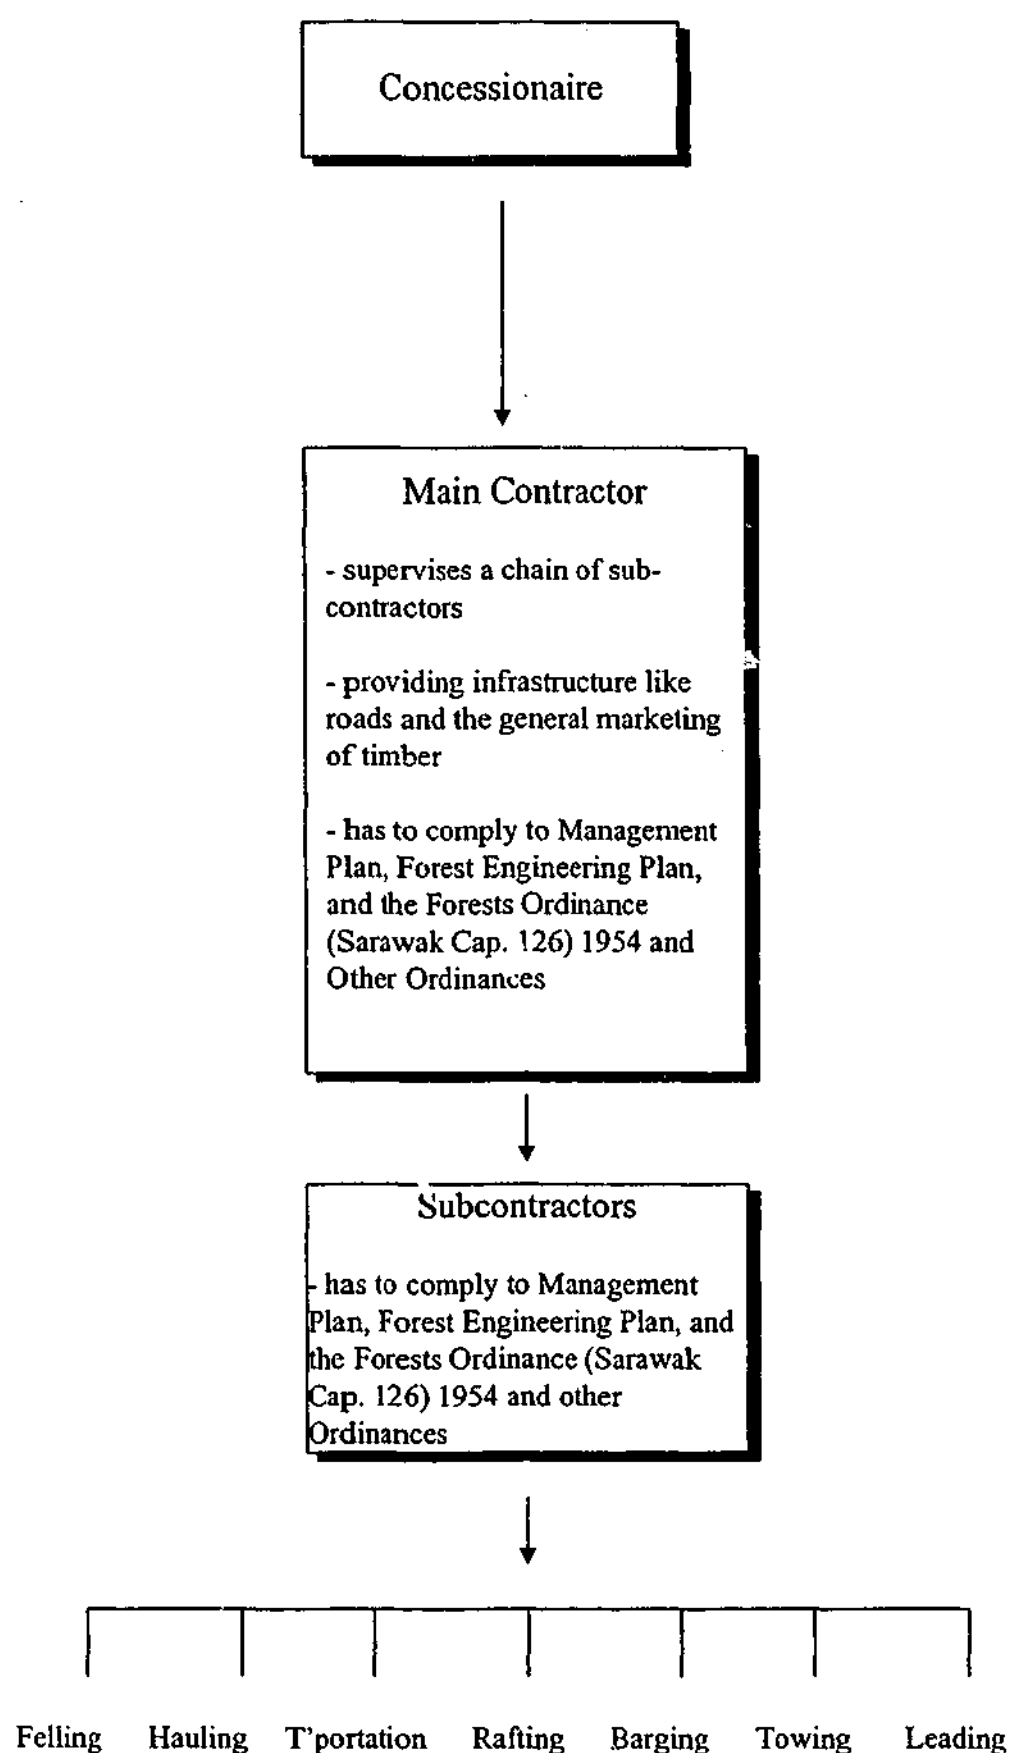 Concessionaire
Main Contractor
- supervises a chain of sub-
contractors
- providing infrastructure like
roads and the general marketing
of timber
- has to comply to Management
Plan, Forest Engineering Plan,
and the Forests Ordinance
(Sarawak Cap. 126) 1954 and
Other Ordinances
Subcontractors
- has to comply to Management
Plan, Forest Engineering Plan, and
the Forests Ordinance (Sarawak
Cap. 126) 1954 and other
Ordinances
Felling Hauling T'portation Rafting Barging Towing Leading